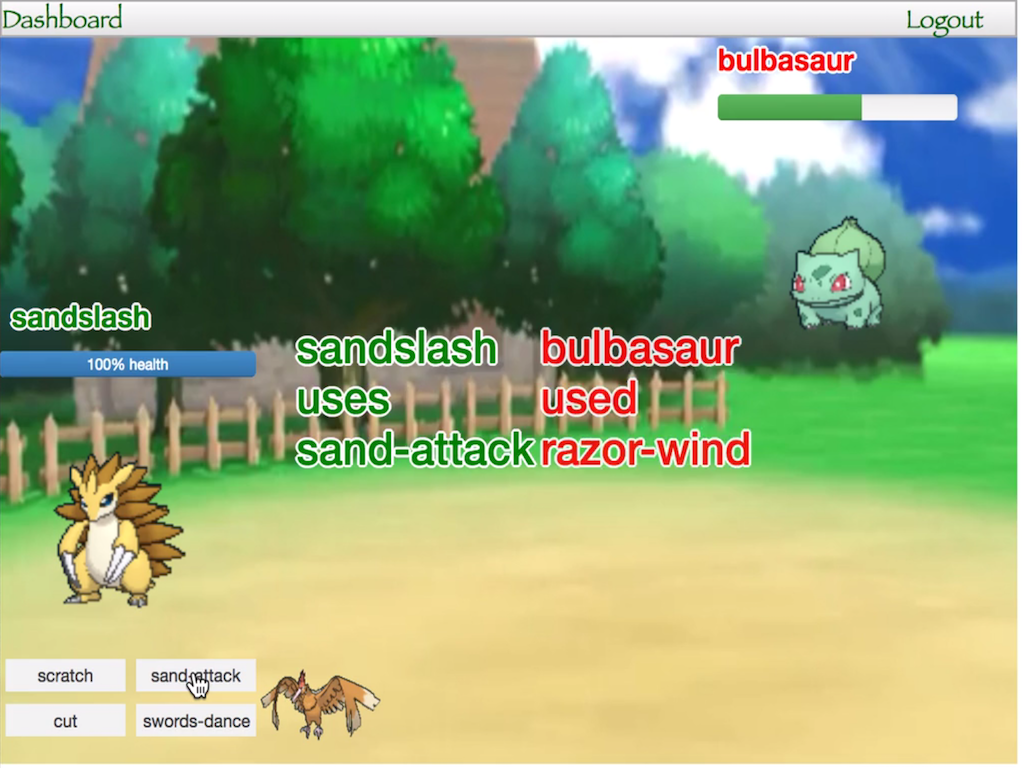 Dashboard
Logout
bulbasaur
sandslash
100% health
sandslash
uses
sand-attack
bulbasaur
used
razor-wind
scratch
sand-attack
cut
swords-dance